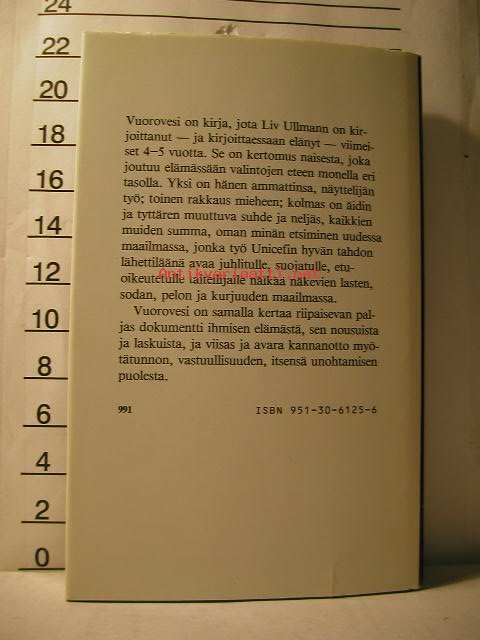 24
22
20
18
16
14
12
10
8
6
4
2
0
Vuorovesi on kirja, jota Liv Ullmann on kir-
joittanut — ja kirjoittaessaan elänyt — viimei-
set 4–5 vuotta. Se on kertomus naisesta, joka
joutuu elämässään valintojen eteen monella eri
tasolla. Yksi on hänen ammattinsa, näyttelijän
työ; toinen rakkaus mieheen; kolmas on äidin
ja tyttären muuttuva suhde ja neljäs, kaikkien
muiden summa, oman minän etsiminen uudessa
maailmassa, jonka työ Unicefin hyvän tahdon
lähettiläänä avaa juhlitulle, suojatulle, etu-
oikeutetulle taiteilijalle näikää näkevien lasten,
sodan, pelon ja kurjuuden maailmassa.
Vuorovesi on samalla kertaa riipaisevan pal-
jas dokumentti ihmisen elämästä, sen nousuista
ja laskuista, ja viisas ja avara kannanotto myö-
tätunnon, vastuullisuuden, itsensä unohtamisen
puolesta.
991 ISBN 951-30-6125-6